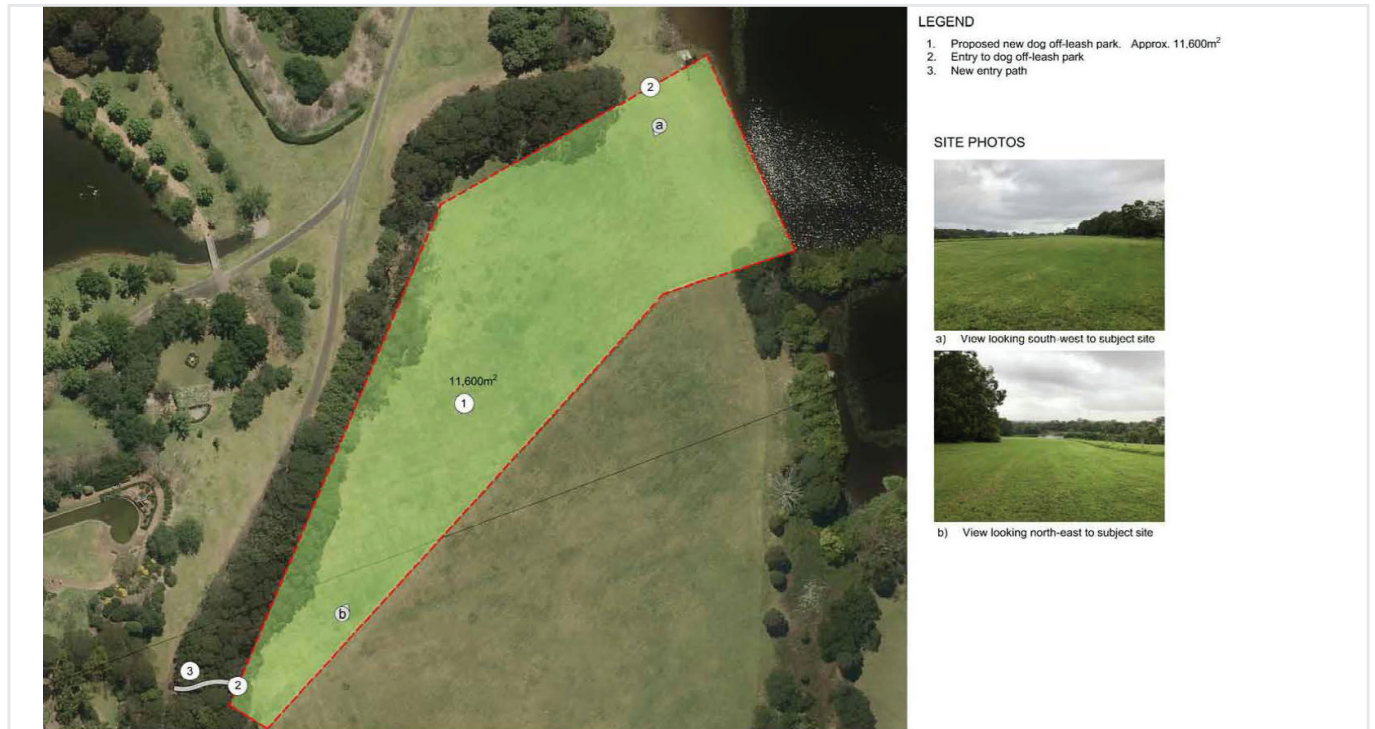 LEGEND
1. Proposed new dog off-leash park. Approx. 11,600m²
2. Entry to dog off-leash park
3. New entry path
SITE PHOTOS
a) View looking south-west to subject site
b) View looking north-east to subject site
2
a
11,600m²
1
b
3
2